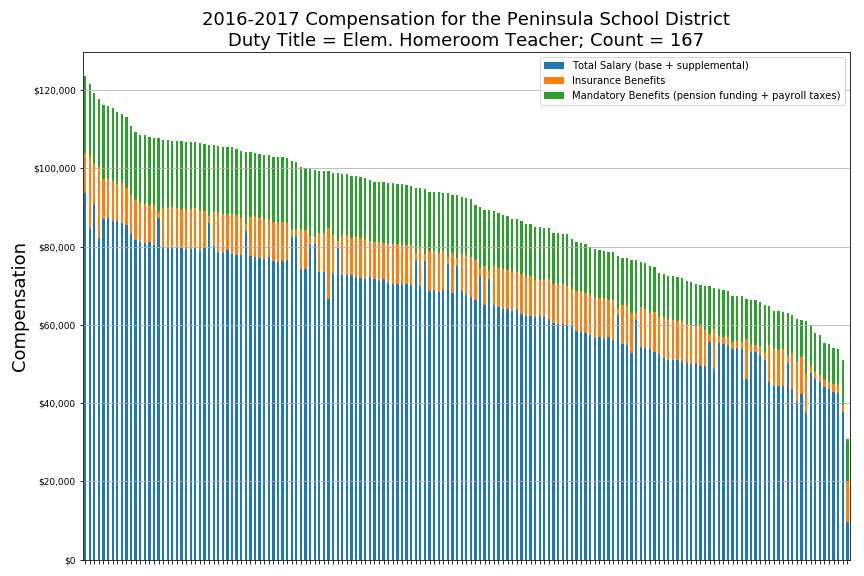 2016-2017 Compensation for the Peninsula School District
Duty Title = Elem. Homeroom Teacher; Count = 167
Total Salary (base + supplemental)
Insurance Benefits
Mandatory Benefits (pension funding + payroll taxes)
Compensation
$120,000
$100,000
$80,000
$60,000
$40,000
$20,000
$0